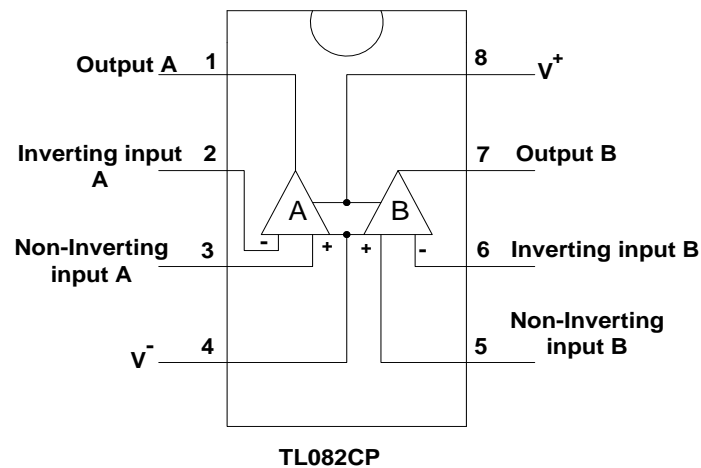 Output A
1
8
V+
Inverting input
A
2
7
Output B
A
B
-
+
+
-
Non-Inverting
input A
3
6
Inverting input B
V-
4
5
Non-Inverting
input B
TL082CP